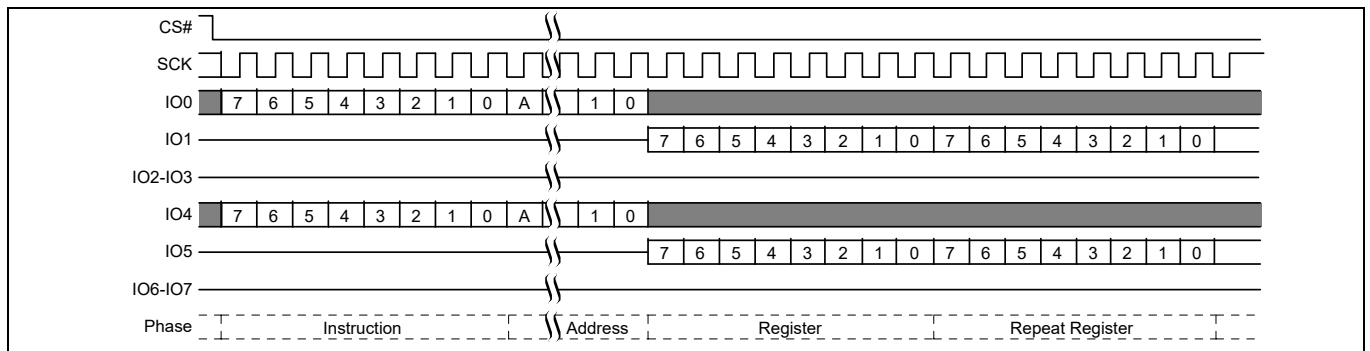 CS#
SCK
IO0 7 6 5 4 3 2 1 0 A 1 0
IO1 7 6 5 4 3 2 1 0 7 6 5 4 3 2 1 0
IO2-IO3
IO4 7 6 5 4 3 2 1 0 A 1 0
IO5 7 6 5 4 3 2 1 0 7 6 5 4 3 2 1 0
IO6-IO7
Phase Instruction Address Register Repeat Register